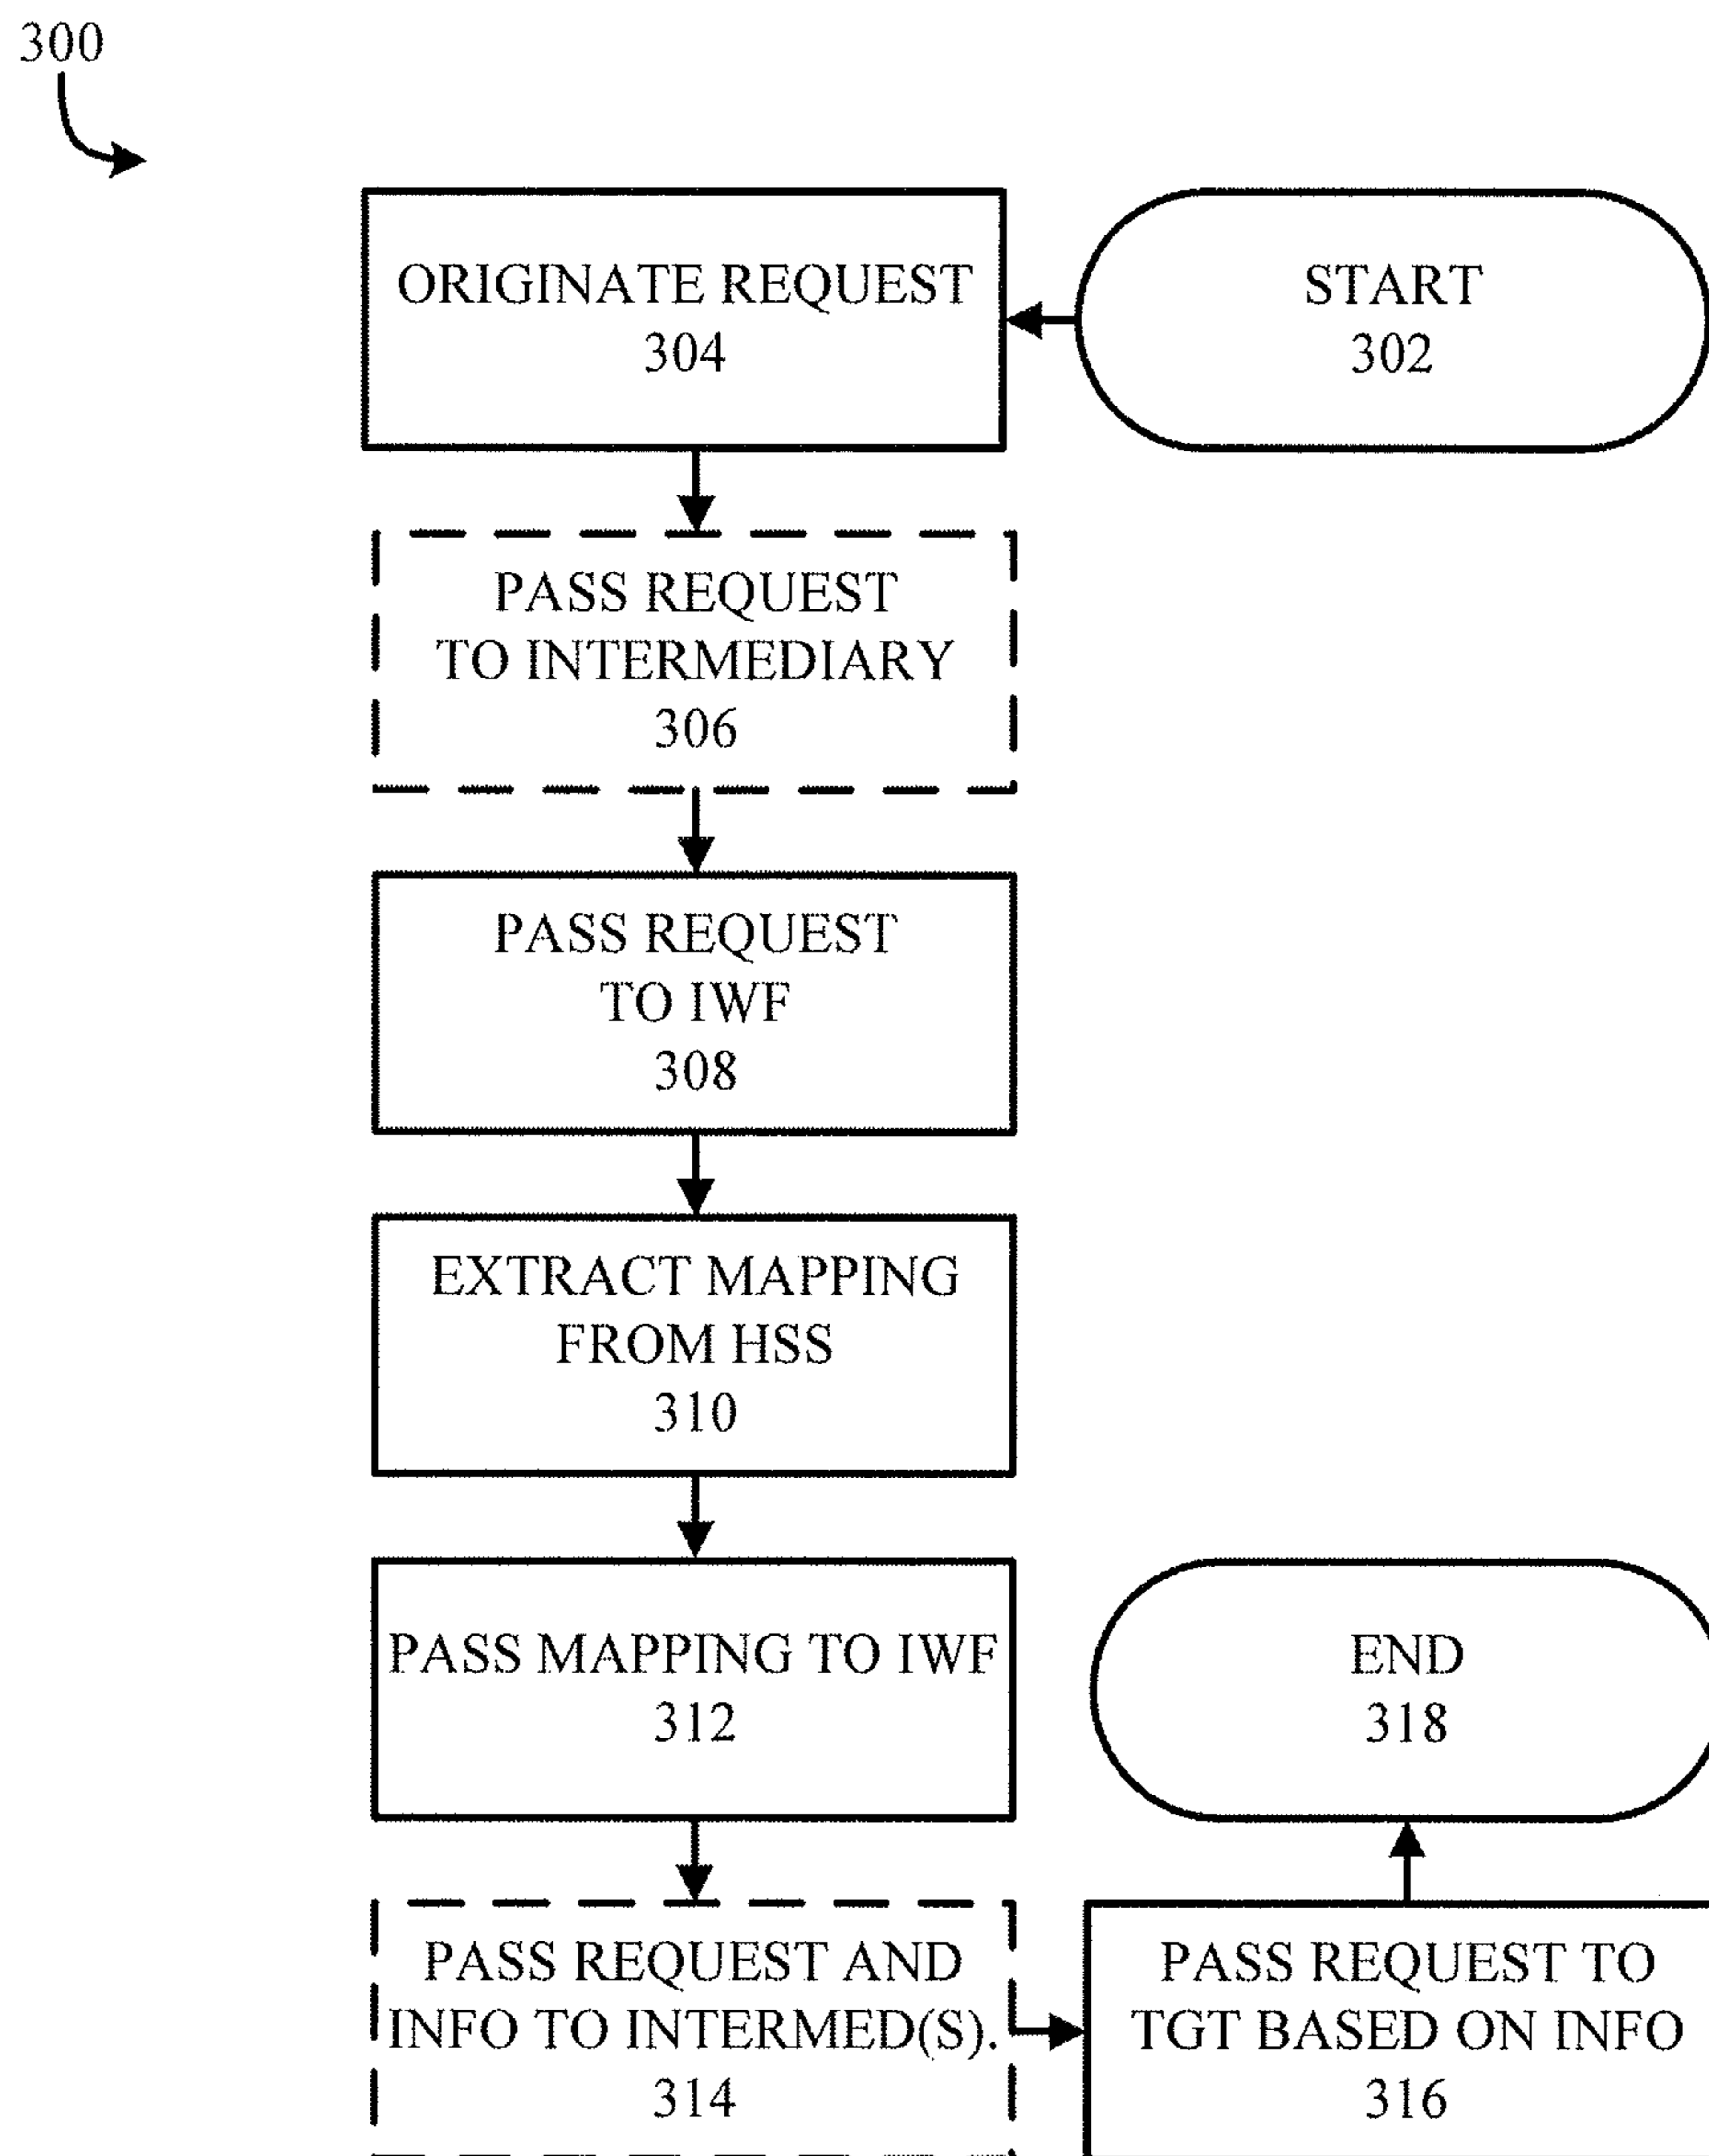 300
START
302
ORIGINATE REQUEST
304
PASS REQUEST
TO INTERMEDIARY
306
PASS REQUEST
TO IWF
308
EXTRACT MAPPING
FROM HSS
310
PASS MAPPING TO IWF
312
PASS REQUEST AND
INFO TO INTERMED(S).
314
PASS REQUEST TO
TGT BASED ON INFO
316
END
318